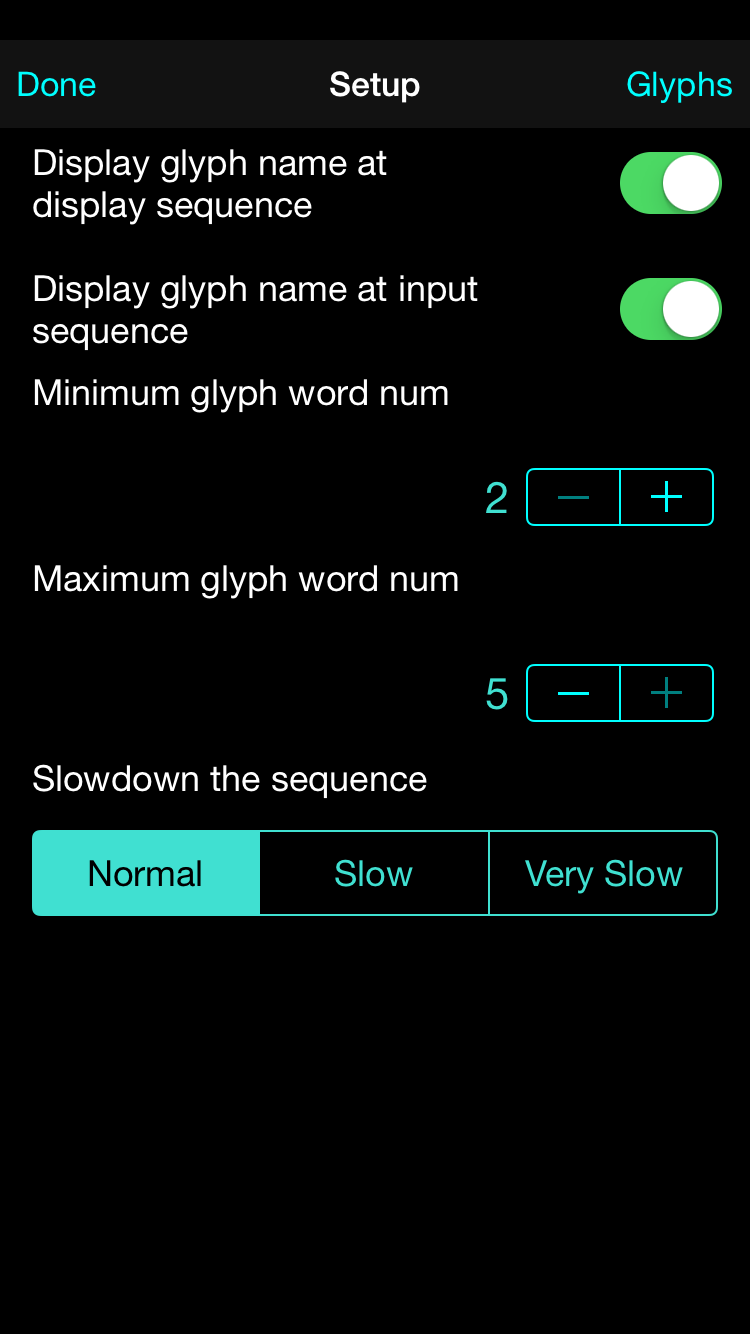 Done Setup Glyphs
Display glyph name at
display sequence
Display glyph name at input
sequence
Minimum glyph word num
2
Maximum glyph word num
5
Slowdown the sequence
Normal Slow Very Slow